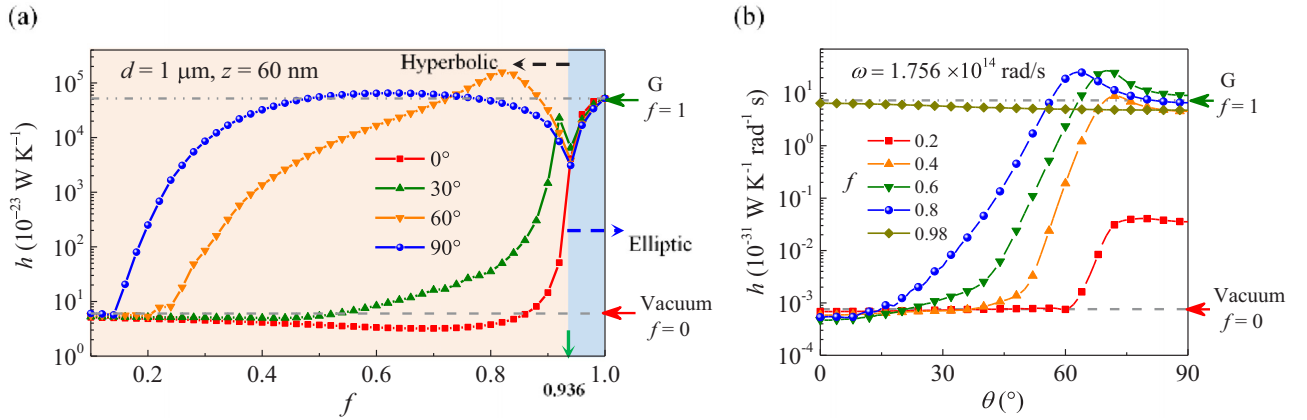 (a)
h (10⁻²³ W K⁻¹)
10⁵
10⁴
10³
10²
10¹
10⁰
d = 1 μm, z = 60 nm
Hyperbolic
0°
30°
60°
90°
Elliptic
G
f = 1
Vacuum
f = 0
0.2
0.4
0.6
0.8
0.936
1.0
f
(b)
h (10⁻³¹ W K⁻¹ rad⁻¹ s)
10²
10¹
10⁰
10⁻¹
10⁻²
10⁻³
10⁻⁴
ω = 1.756 ×10¹⁴ rad/s
f
0.2
0.4
0.6
0.8
0.98
G
f = 1
Vacuum
f = 0
0
30
60
90
θ (°)